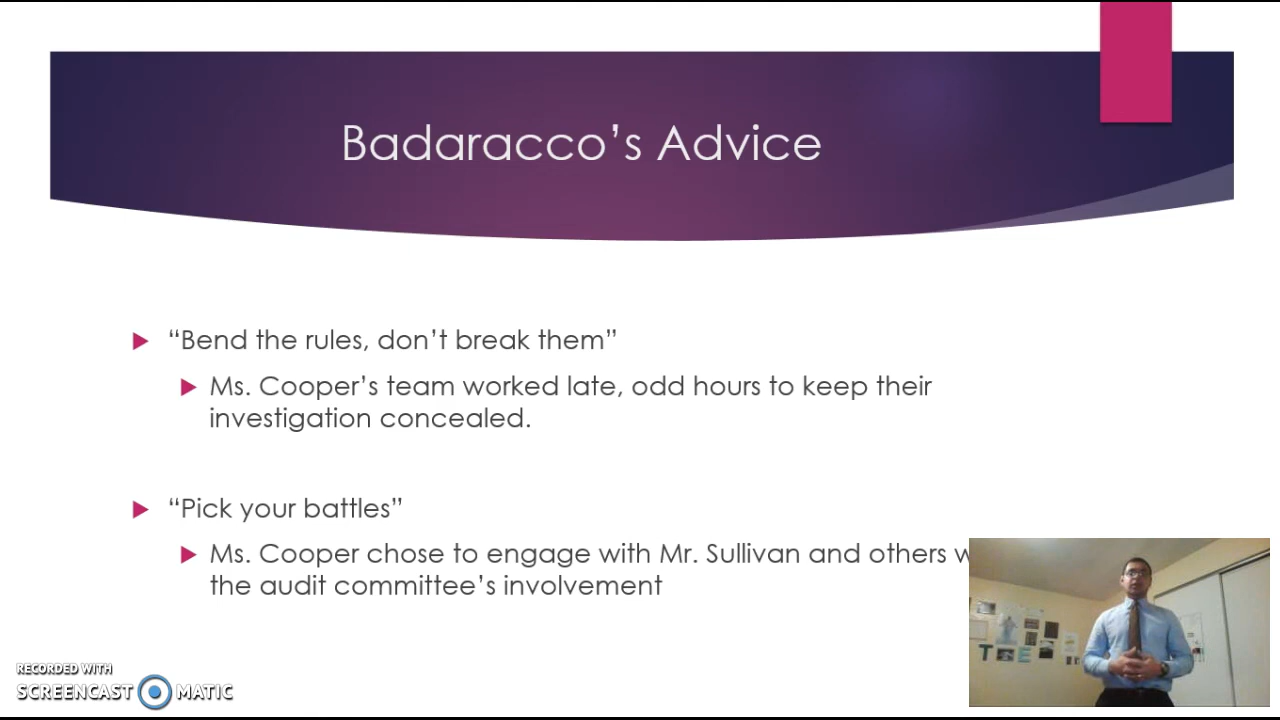 Badaracco’s Advice
“Bend the rules, don’t break them”
Ms. Cooper’s team worked late, odd hours to keep their
investigation concealed.
“Pick your battles”
Ms. Cooper chose to engage with Mr. Sullivan and others
the audit committee’s involvement
RECORDED WITH
SCREENCAST MATIC
THE